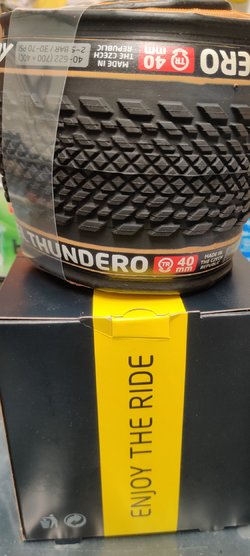 ERO
TR 40 mm
MADE IN
THE CZECH
REPUBLIC
40-622 (700 x 40C)
2-5 BAR / 30-70 PSI
THUNDERO
TR 40 mm
MADE IN
THE CZECH
REPUBLIC
ENJOY THE RIDE